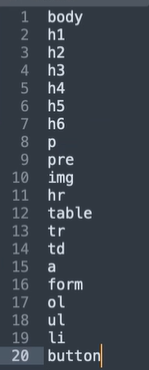 1 body
2 h1
3 h2
4 h3
5 h4
6 h5
7 h6
8 p
9 pre
10 img
11 hr
12 table
13 tr
14 td
15 a
16 form
17 ol
18 ul
19 li
20 button